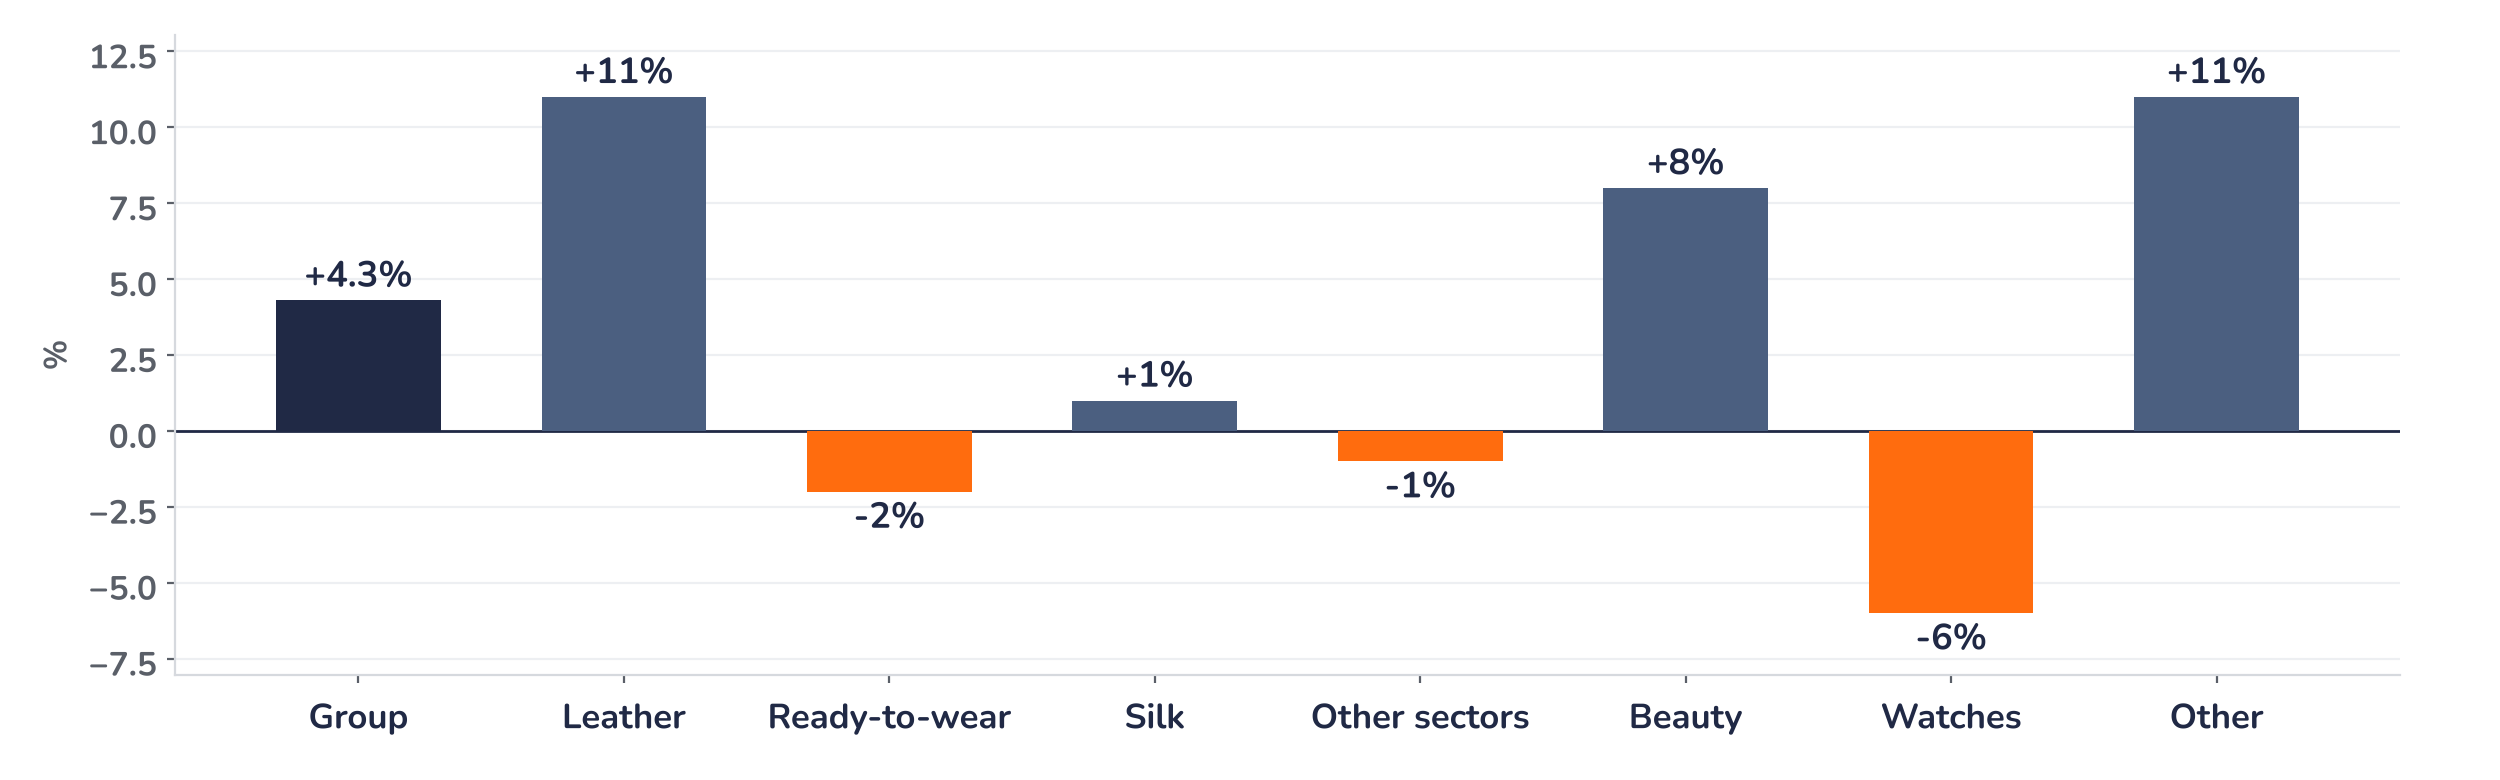 12.5
10.0
7.5
5.0
2.5
0.0
−2.5
−5.0
−7.5
%
+4.3%
+11%
-2%
+1%
-1%
+8%
-6%
+11%
Group
Leather
Ready-to-wear
Silk
Other sectors
Beauty
Watches
Other